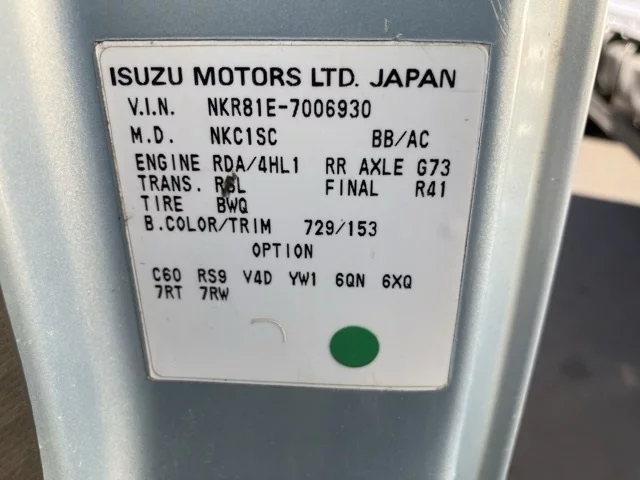 ISUZU MOTORS LTD. JAPAN
V.I.N. NKR81E-7006930
M.D. NKC1SC BB/AC
ENGINE RDA/4HL1 RR AXLE G73
TRANS. FINAL R41
TIRE BWQ
B.COLOR/TRIM 729/153
OPTION
C60 RS9 V4D YW1 6QN 6XQ
7RT 7RW